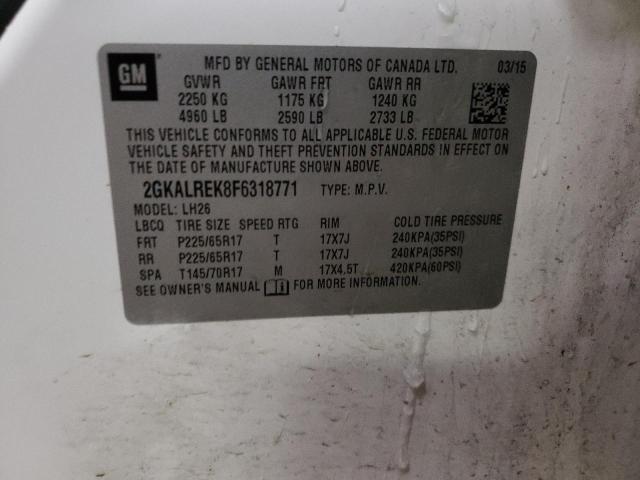 GM
MFD BY GENERAL MOTORS OF CANADA LTD. 03/15
GVWR GAWR FRT GAWR RR
2250 KG 1175 KG 1240 KG
4960 LB 2590 LB 2733 LB
THIS VEHICLE CONFORMS TO ALL APPLICABLE U.S. FEDERAL MOTOR
VEHICLE SAFETY AND THEFT PREVENTION STANDARDS IN EFFECT ON
THE DATE OF MANUFACTURE SHOWN ABOVE.
2GKALREK8F6318771 TYPE: M.P.V.
MODEL: LH26
LBCQ TIRE SIZE SPEED RTG RIM COLD TIRE PRESSURE
FRT P225/65R17 T 17X7J 240KPA(35PSI)
RR P225/65R17 T 17X7J 240KPA(35PSI)
SPA T145/70R17 M 17X4.5T 420KPA(60PSI)
SEE OWNER'S MANUAL FOR MORE INFORMATION.